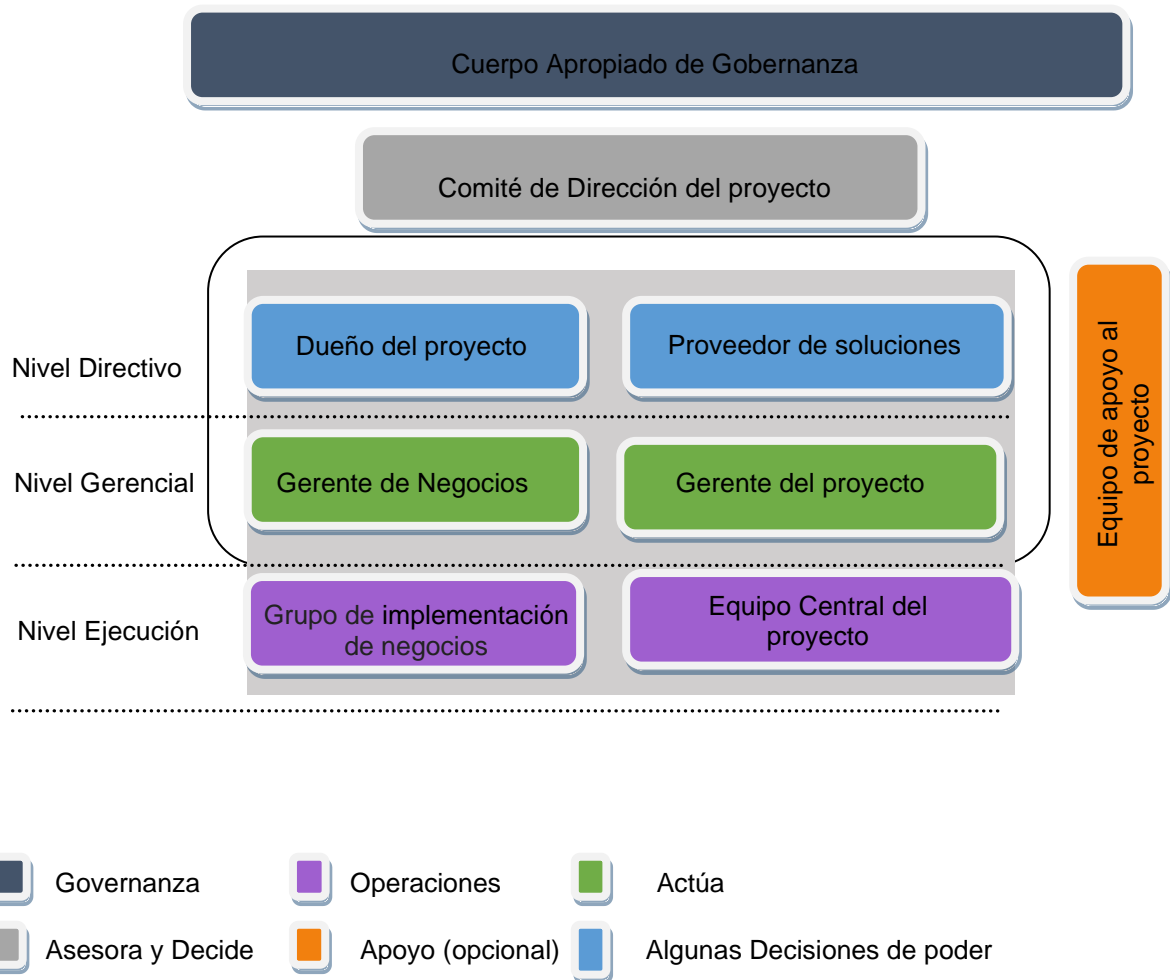 Cuerpo Apropiado de Gobernanza
Comité de Dirección del proyecto
Nivel Directivo
Dueño del proyecto
Proveedor de soluciones
Nivel Gerencial
Gerente de Negocios
Gerente del proyecto
Nivel Ejecución
Grupo de implementación
de negocios
Equipo Central del
proyecto
Equipo de apoyo al
proyecto
Governanza
Operaciones
Actúa
Asesora y Decide
Apoyo (opcional)
Algunas Decisiones de poder